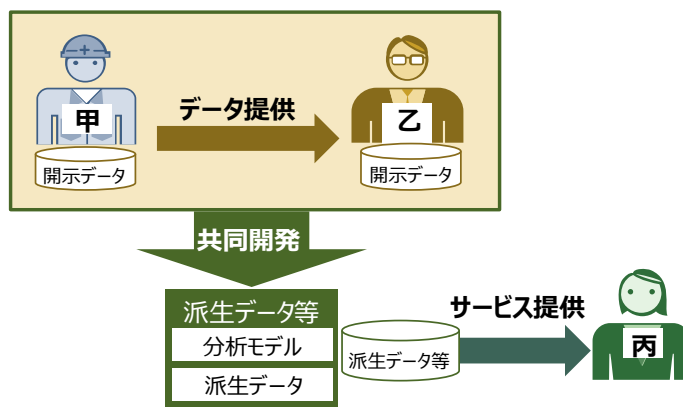 データ提供
甲
乙
開示データ
開示データ
共同開発
派生データ等
分析モデル
派生データ
派生データ等
サービス提供
丙